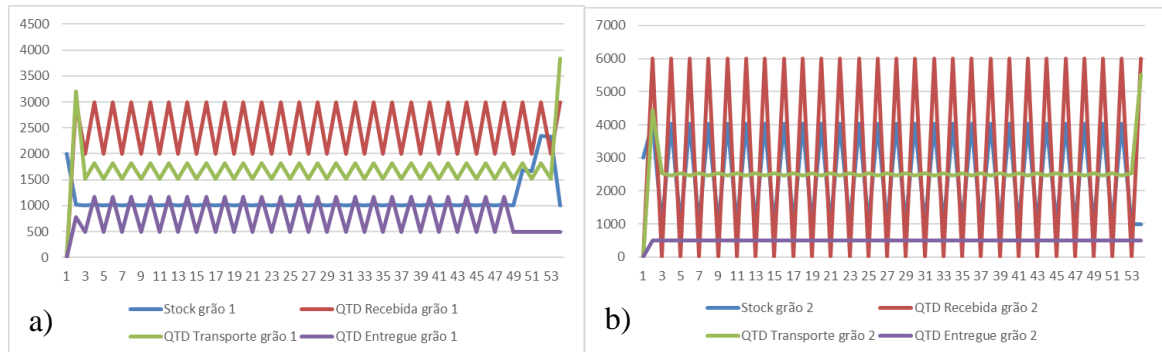 4500
4000
3500
3000
2500
2000
1500
1000
500
0
1 3 5 7 9 11 13 15 17 19 21 23 25 27 29 31 33 35 37 39 41 43 45 47 49 51 53
Stock grão 1 QTD Recebida grão 1
QTD Transporte grão 1 QTD Entregue grão 1
a)
7000
6000
5000
4000
3000
2000
1000
0
1 3 5 7 9 11 13 15 17 19 21 23 25 27 29 31 33 35 37 39 41 43 45 47 49 51 53
Stock grão 2 QTD Recebida grão 2
QTD Transporte grão 2 QTD Entregue grão 2
b)